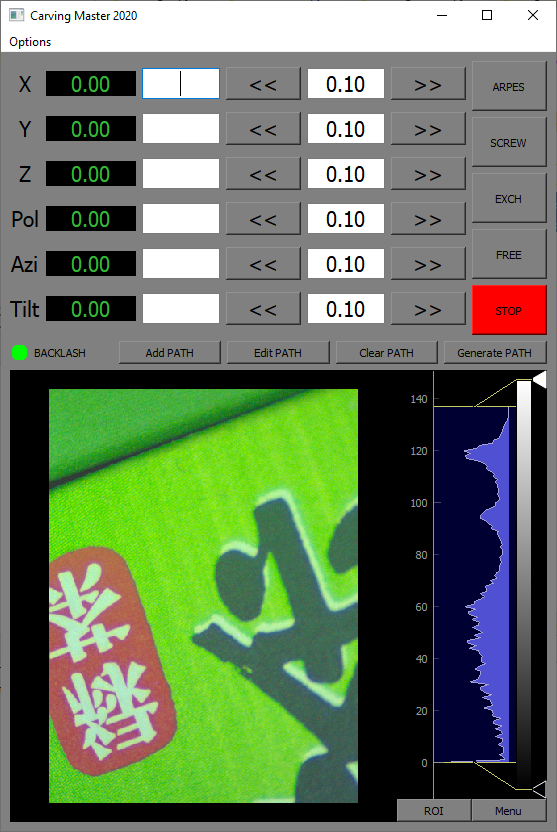 Carving Master 2020
Options
X 0.00 << 0.10 >> ARPES
Y 0.00 << 0.10 >> SCREW
Z 0.00 << 0.10 >> EXCH
Pol 0.00 << 0.10 >> FREE
Azi 0.00 << 0.10 >> STOP
Tilt 0.00 << 0.10 >>
BACKLASH Add PATH Edit PATH Clear PATH Generate PATH
140
120
100
80
60
40
20
0
ROI Menu